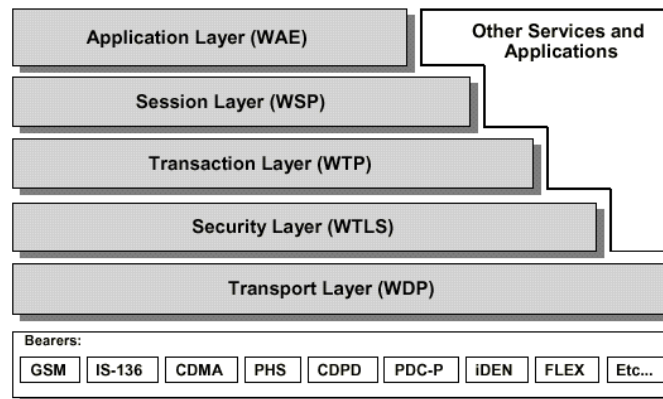 Application Layer (WAE)
Other Services and
Applications
Session Layer (WSP)
Transaction Layer (WTP)
Security Layer (WTLS)
Transport Layer (WDP)
Bearers:
GSM IS-136 CDMA PHS CDPD PDC-P iDEN FLEX Etc...